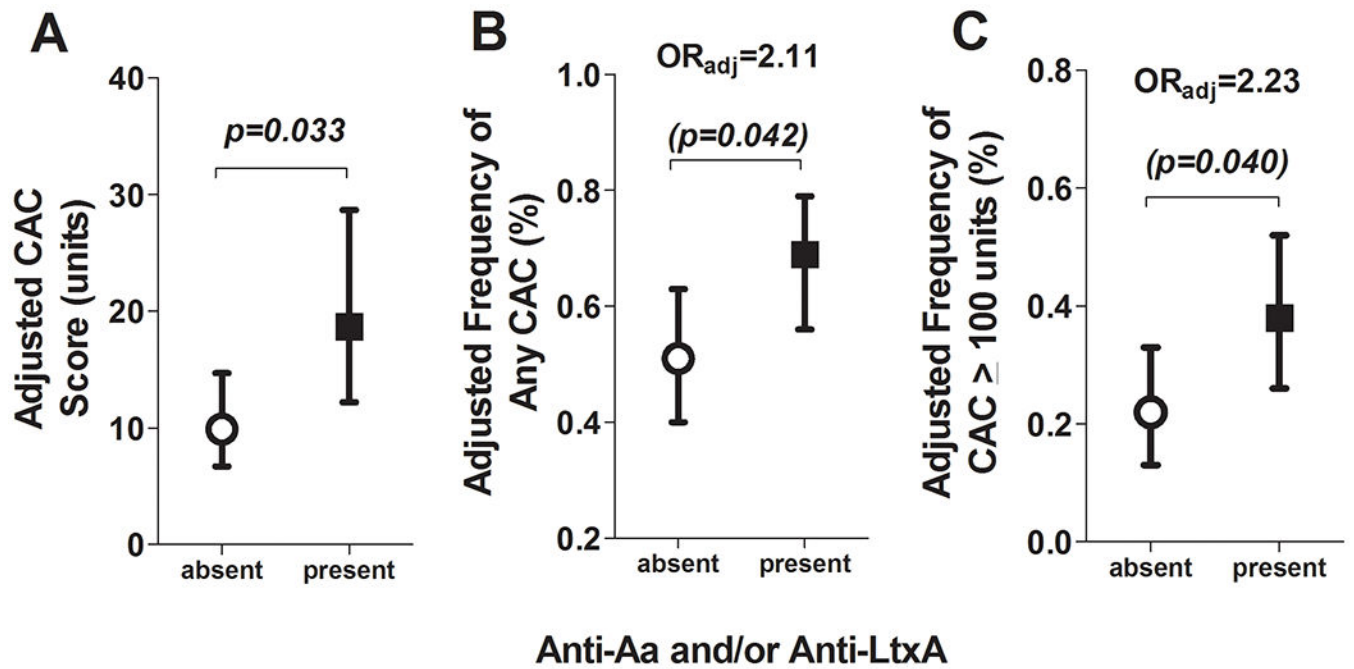 A
Adjusted CAC
Score (units)
40
30
20
10
0
p=0.033
absent present
B
Adjusted Frequency of
Any CAC (%)
ORadj=2.11
1.0
0.8
0.6
0.4
0.2
(p=0.042)
absent present
C
Adjusted Frequency of
CAC ≥ 100 units (%)
ORadj=2.23
0.8
0.6
0.4
0.2
0.0
(p=0.040)
absent present
Anti-Aa and/or Anti-LtxA